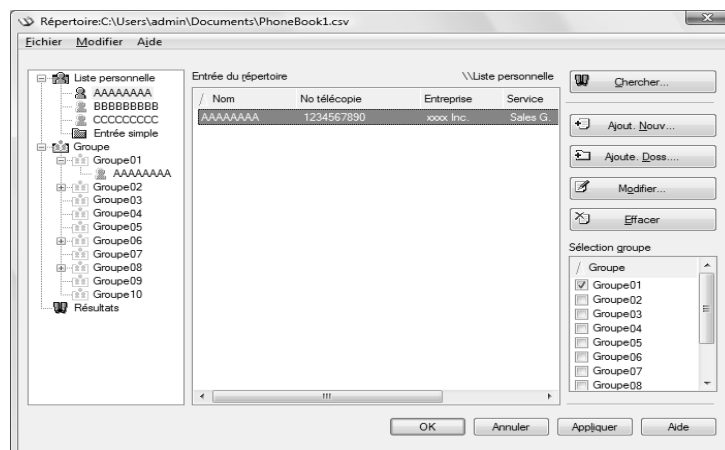 Répertoire:C:\Users\admin\Documents\PhoneBook1.csv
Fichier Modifier Aide
Liste personnelle
AAAAAAAA
BBBBBBBBB
CCCCCCCCC
Entrée simple
Groupe
Groupe01
AAAAAAAA
Groupe02
Groupe03
Groupe04
Groupe05
Groupe06
Groupe07
Groupe08
Groupe09
Groupe10
Résultats
Entrée du répertoire \\Liste personnelle
/ Nom No télécopie Entreprise Service
AAAAAAAA 1234567890 xxxx Inc. Sales G.
Chercher...
Ajout. Nouv...
Ajoute. Doss....
Modifier...
Effacer
Sélection groupe
/ Groupe
Groupe01
Groupe02
Groupe03
Groupe04
Groupe05
Groupe06
Groupe07
Groupe08
OK Annuler Appliquer Aide